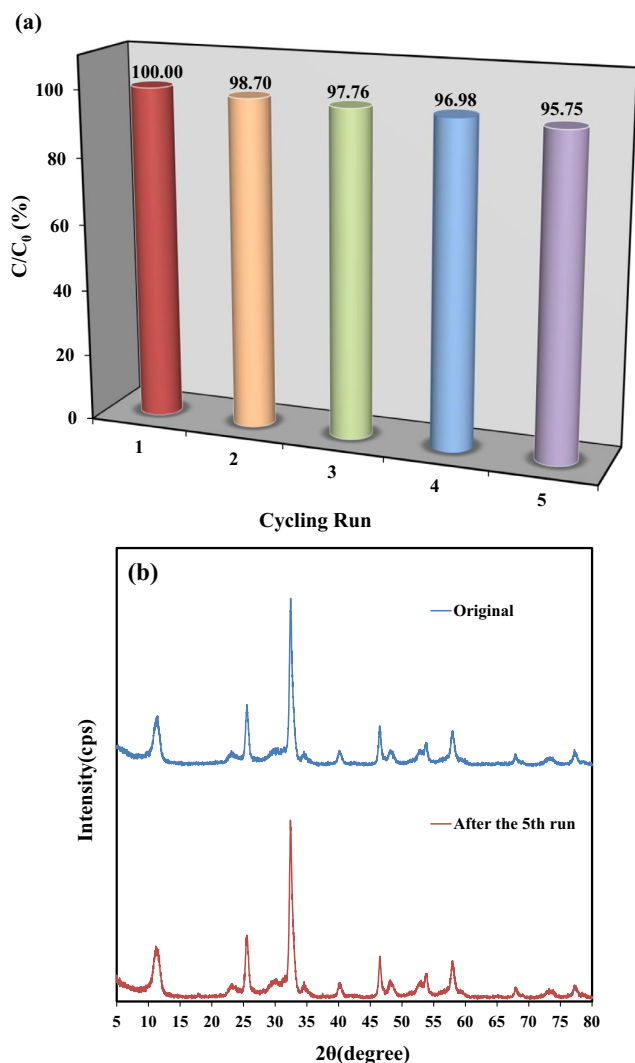 (a)
100.00 98.70 97.76 96.98 95.75
100
80
60
40
20
0
C/C₀ (%)
1 2 3 4 5
Cycling Run
(b)
Original
After the 5th run
Intensity(cps)
5 10 15 20 25 30 35 40 45 50 55 60 65 70 75 80
2θ(degree)